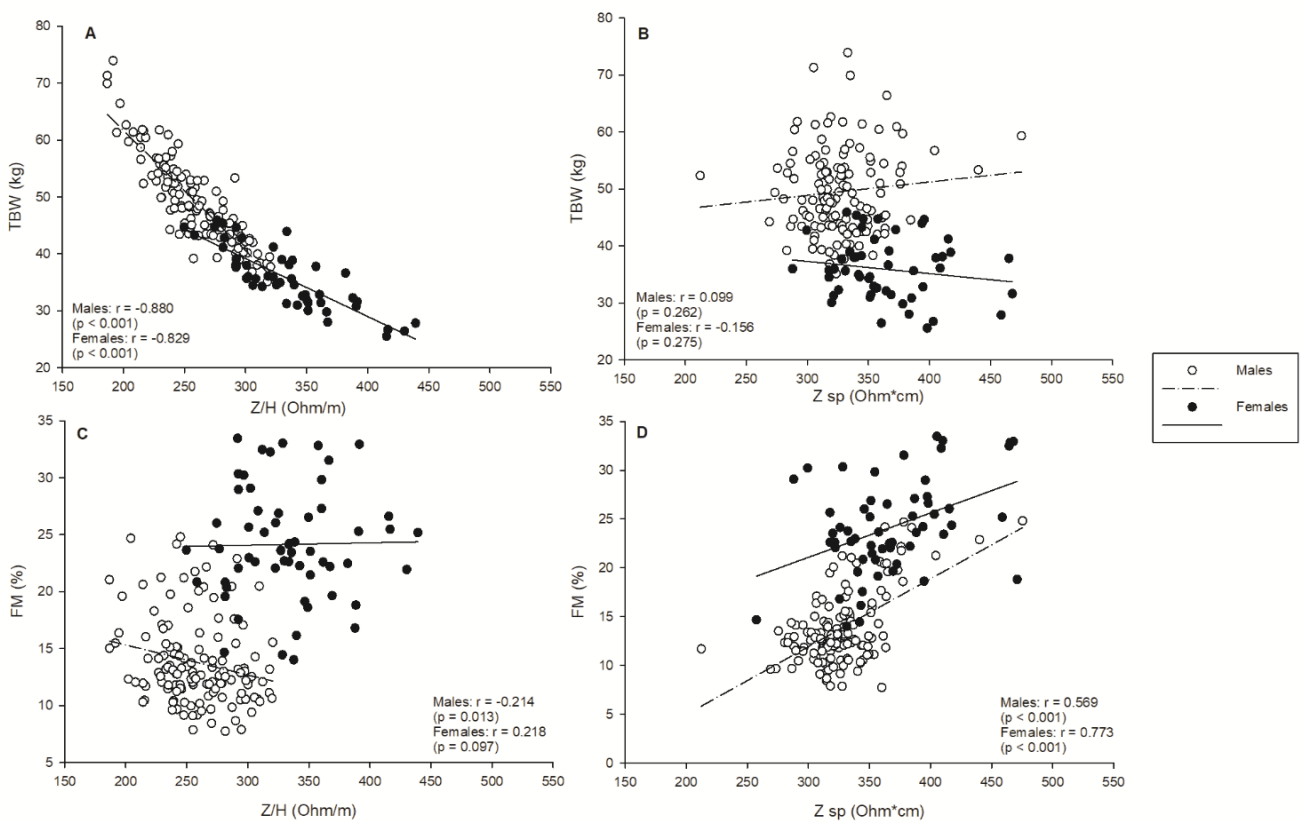 A
80
70
60
50
40
30
20
TBW (kg)
Males: r = -0.880
(p < 0.001)
Females: r = -0.829
(p < 0.001)
150 200 250 300 350 400 450 500 550
Z/H (Ohm/m)
B
80
70
60
50
40
30
20
TBW (kg)
Males: r = 0.099
(p = 0.262)
Females: r = -0.156
(p = 0.275)
150 200 250 300 350 400 450 500 550
Z sp (Ohm*cm)
Males
Females
C
35
30
25
20
15
10
5
FM (%)
Males: r = -0.214
(p = 0.013)
Females: r = 0.218
(p = 0.097)
150 200 250 300 350 400 450 500 550
Z/H (Ohm/m)
D
35
30
25
20
15
10
5
0
FM (%)
Males: r = 0.569
(p < 0.001)
Females: r = 0.773
(p < 0.001)
150 200 250 300 350 400 450 500 550
Z sp (Ohm*cm)